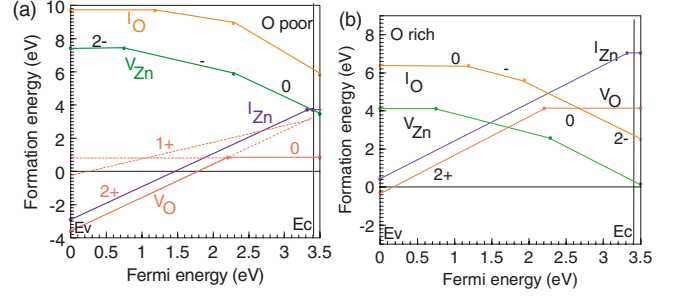 (a)
O poor
10
8
6
4
2
0
-2
-4
Formation energy (eV)
I_O
2-
-
V_Zn
0
I_Zn
1+
0
2+
V_O
Ev
Ec
0
0.5
1
1.5
2
2.5
3
3.5
Fermi energy (eV)
(b)
O rich
8
6
4
2
0
-2
Formation energy (eV)
I_Zn
0
-
I_O
V_O
V_Zn
0
2-
2+
Ev
Ec
0
0.5
1
1.5
2
2.5
3
3.5
Fermi energy (eV)